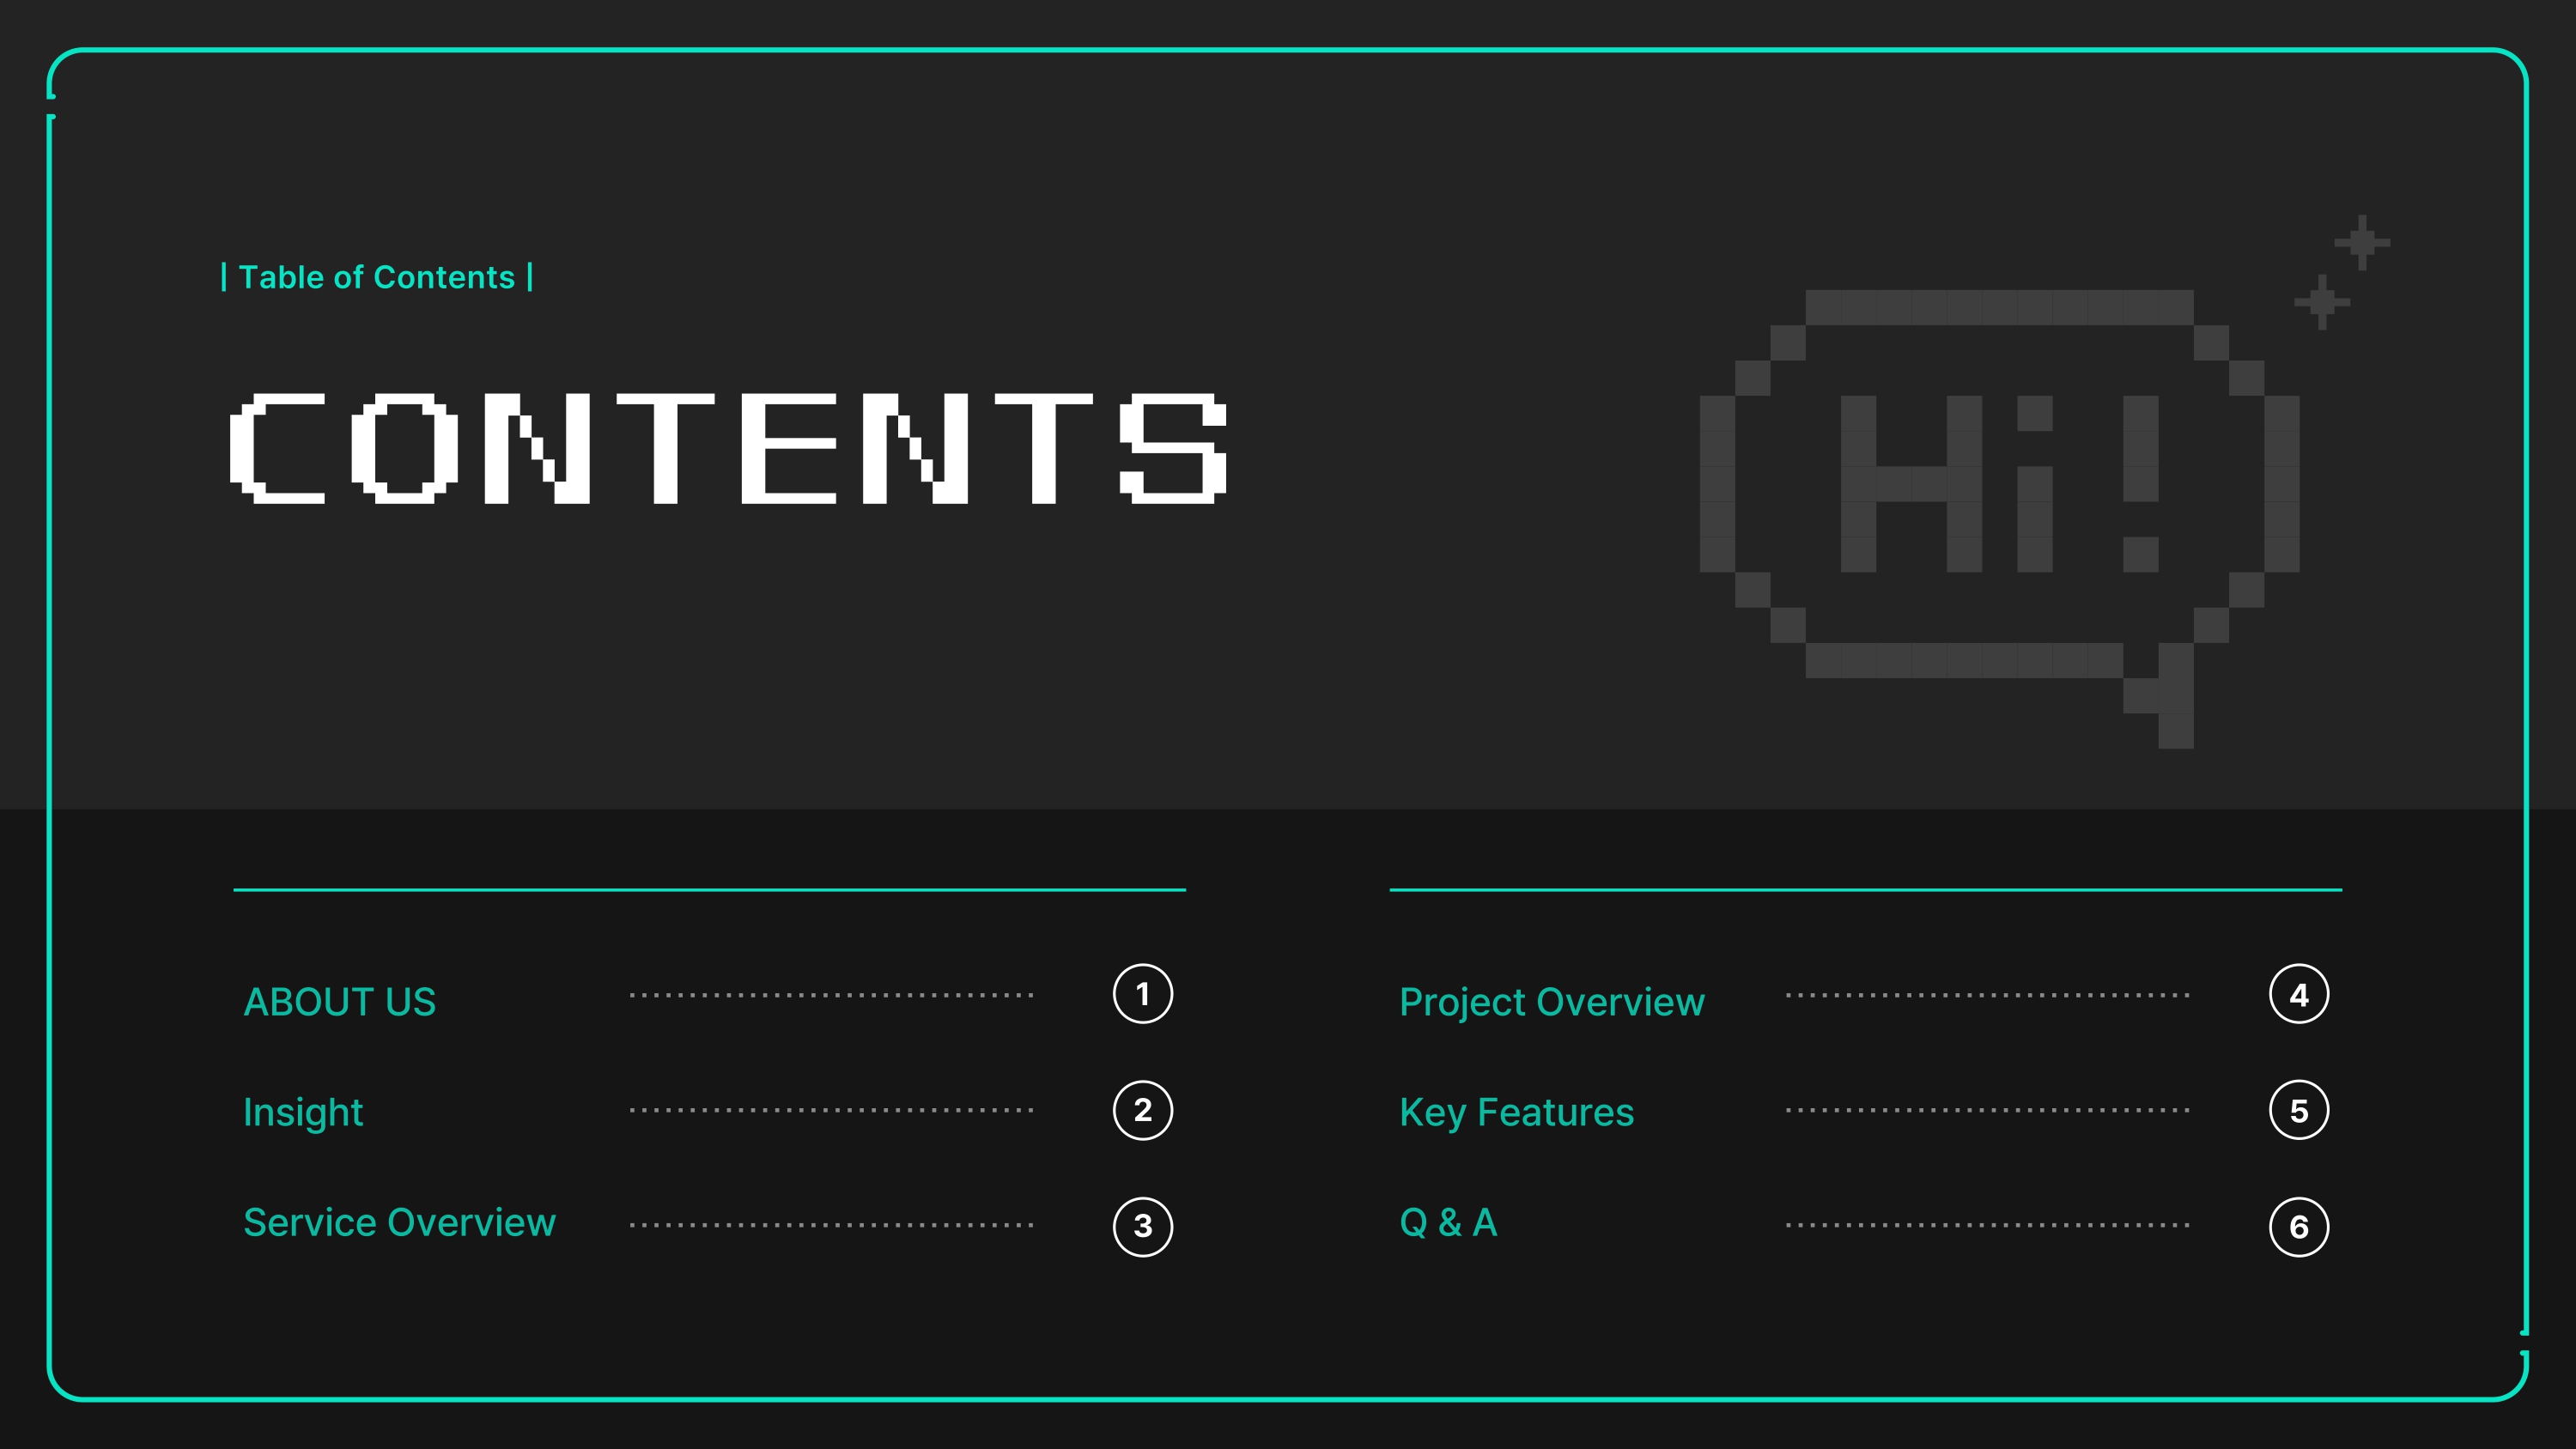 | Table of Contents |
CONTENTS
Hi!
ABOUT US 1
Insight 2
Service Overview 3
Project Overview 4
Key Features 5
Q & A 6